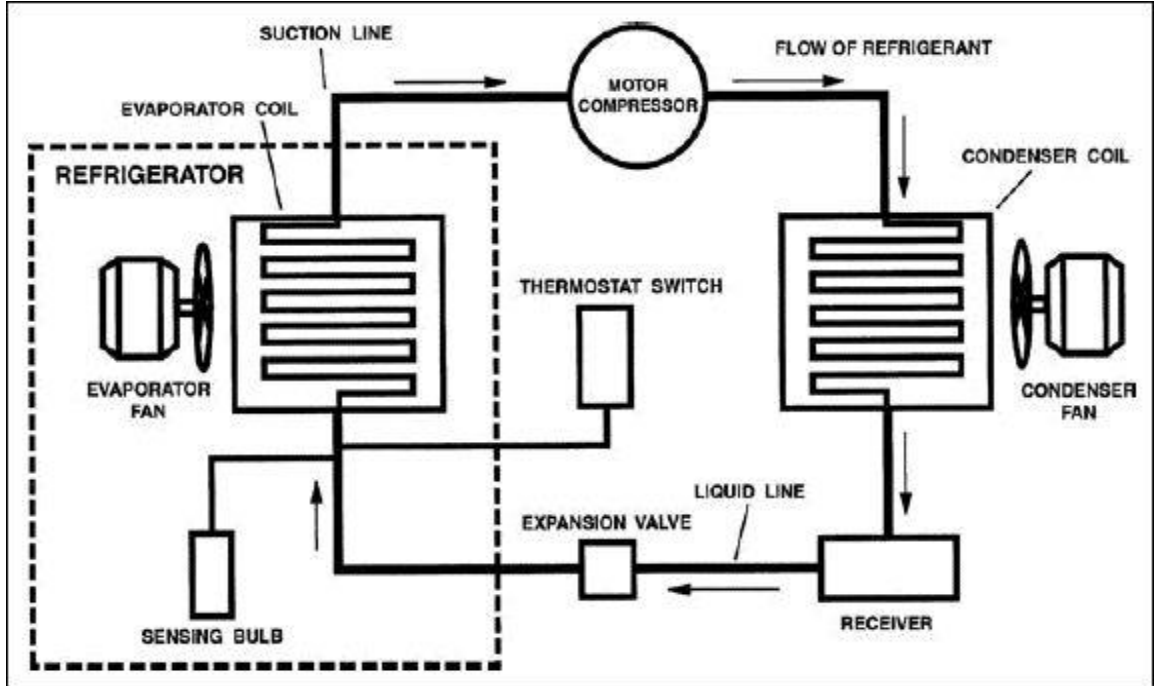 SUCTION LINE
FLOW OF REFRIGERANT
MOTOR
COMPRESSOR
EVAPORATOR COIL
CONDENSER COIL
REFRIGERATOR
THERMOSTAT SWITCH
EVAPORATOR
FAN
CONDENSER
FAN
LIQUID LINE
EXPANSION VALVE
SENSING BULB
RECEIVER